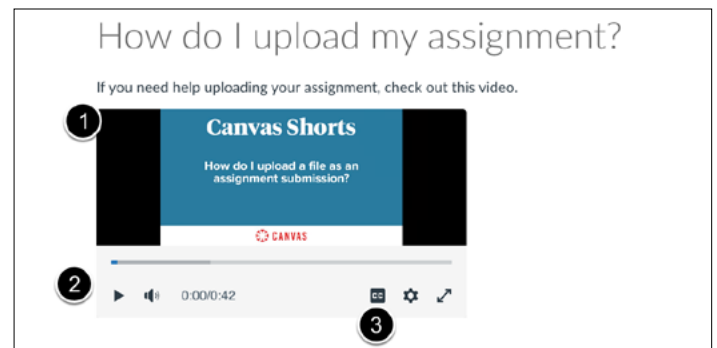 How do I upload my assignment?
If you need help uploading your assignment, check out this video.
1
Canvas Shorts
How do I upload a file as an
assignment submission?
CANVAS
2
0:00/0:42
CC
3